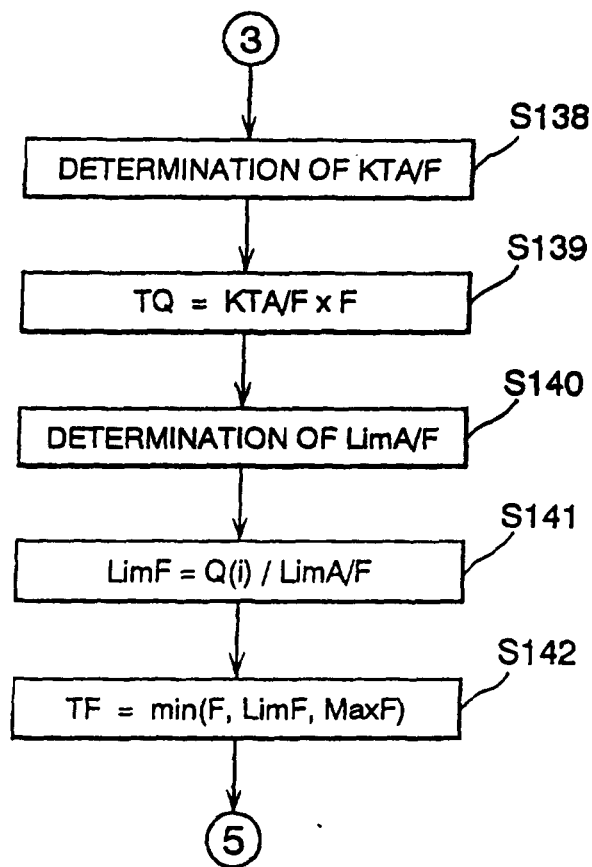 3
S138
DETERMINATION OF KTA/F
S139
TQ = KTA/F x F
S140
DETERMINATION OF LimA/F
S141
LimF = Q(i) / LimA/F
S142
TF = min(F, LimF, MaxF)
5